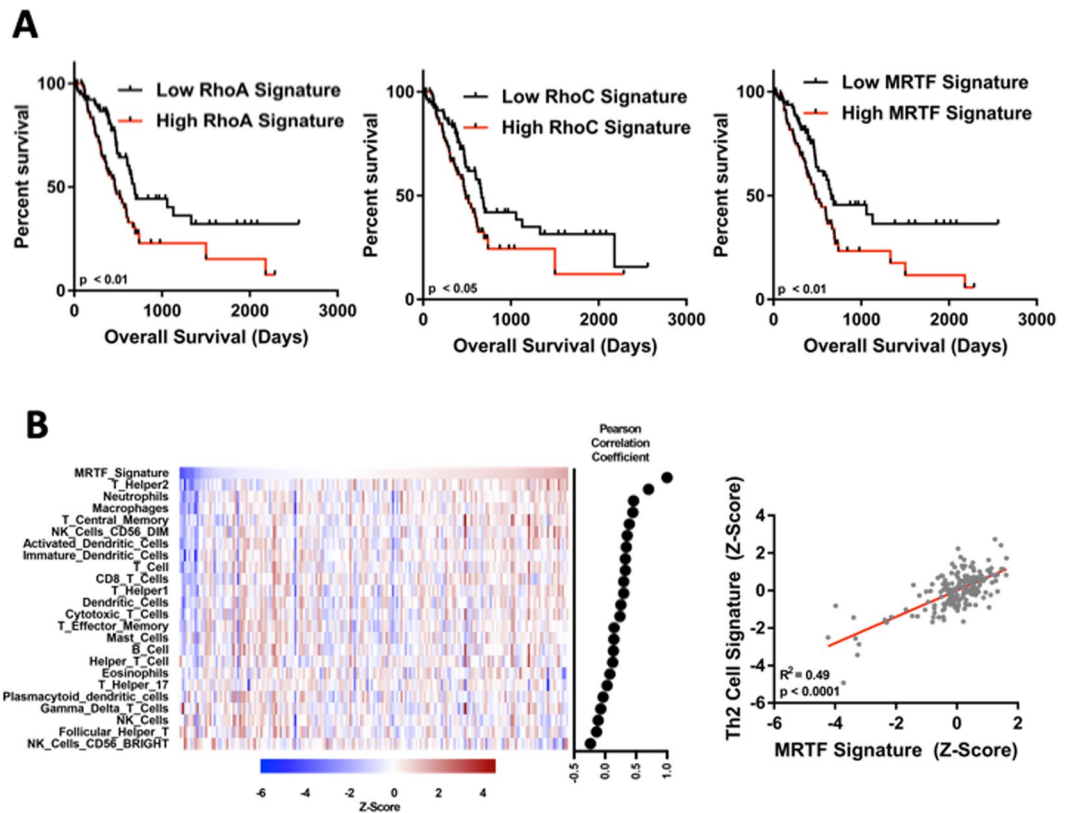 A
100
50
0
Percent survival
Low RhoA Signature
High RhoA Signature
p < 0.01
0
1000
2000
3000
Overall Survival (Days)
100
50
0
Percent survival
Low RhoC Signature
High RhoC Signature
p < 0.05
0
1000
2000
3000
Overall Survival (Days)
100
50
0
Percent survival
Low MRTF Signature
High MRTF Signature
p < 0.01
0
1000
2000
3000
Overall Survival (Days)
B
MRTF_Signature
T_Helper2
Neutrophils
Macrophages
T_Central_Memory
NK_Cells_CD56_DIM
Activated_Dendritic_Cells
Immature_Dendritic_Cells
T_Cell
CD8_T_Cells
T_Helper1
Dendritic_Cells
Cytotoxic_T_Cells
T_Effector_Memory
Mast_Cells
B_Cell
Helper_T_Cell
Eosinophils
T_Helper_17
Plasmacytoid_dendritic_cells
Gamma_Delta_T_Cells
NK_Cells
Follicular_Helper_T
NK_Cells_CD56_BRIGHT
-6
-4
-2
0
2
4
Z-Score
Pearson
Correlation
Coefficient
-0.5
0.0
0.5
1.0
Th2 Cell Signature (Z-Score)
4
2
0
-2
-4
-6
R2 = 0.49
p < 0.0001
-6
-4
-2
0
2
MRTF Signature (Z-Score)